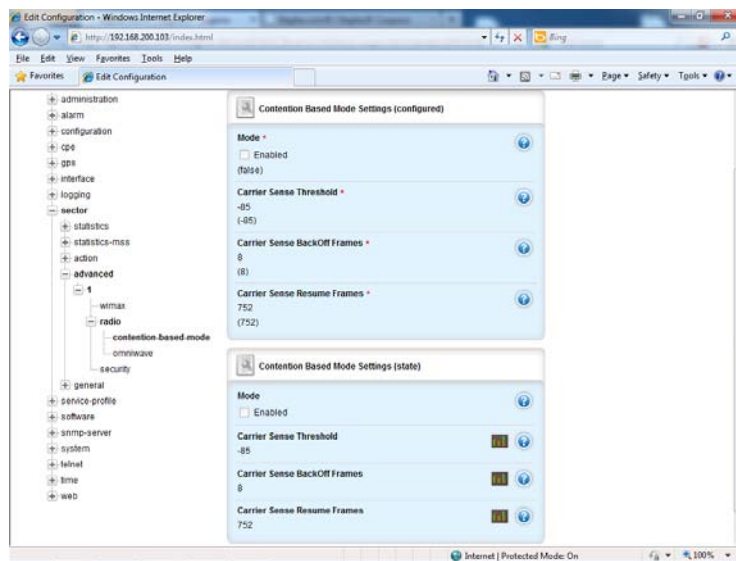 Edit Configuration - Windows Internet Explorer
http://192.168.200.103/index.html
Bing
File Edit View Favorites Tools Help
Favorites
Edit Configuration
Page Safety Tools
administration
alarm
configuration
cpe
gps
interface
logging
sector
statistics
statistics-mss
action
advanced
1
wimax
radio
contention-based-mode
omniwave
security
general
service-profile
software
snmp-server
system
telnet
time
web
Contention Based Mode Settings (configured)
Mode *
Enabled
(false)
Carrier Sense Threshold *
-85
(-85)
Carrier Sense BackOff Frames *
8
(8)
Carrier Sense Resume Frames *
752
(752)
Contention Based Mode Settings (state)
Mode
Enabled
Carrier Sense Threshold
-85
Carrier Sense BackOff Frames
8
Carrier Sense Resume Frames
752
Internet | Protected Mode: On
100%